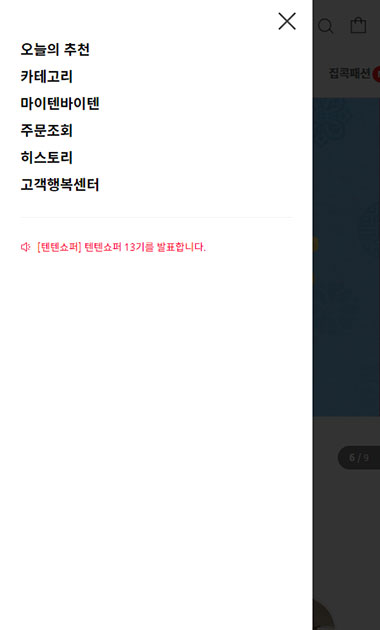 오늘의 추천
카테고리
마이텐바이텐
주문조회
히스토리
고객행복센터
[텐텐쇼퍼] 텐텐쇼퍼 13기를 발표합니다.
집콕패션
6 / 9